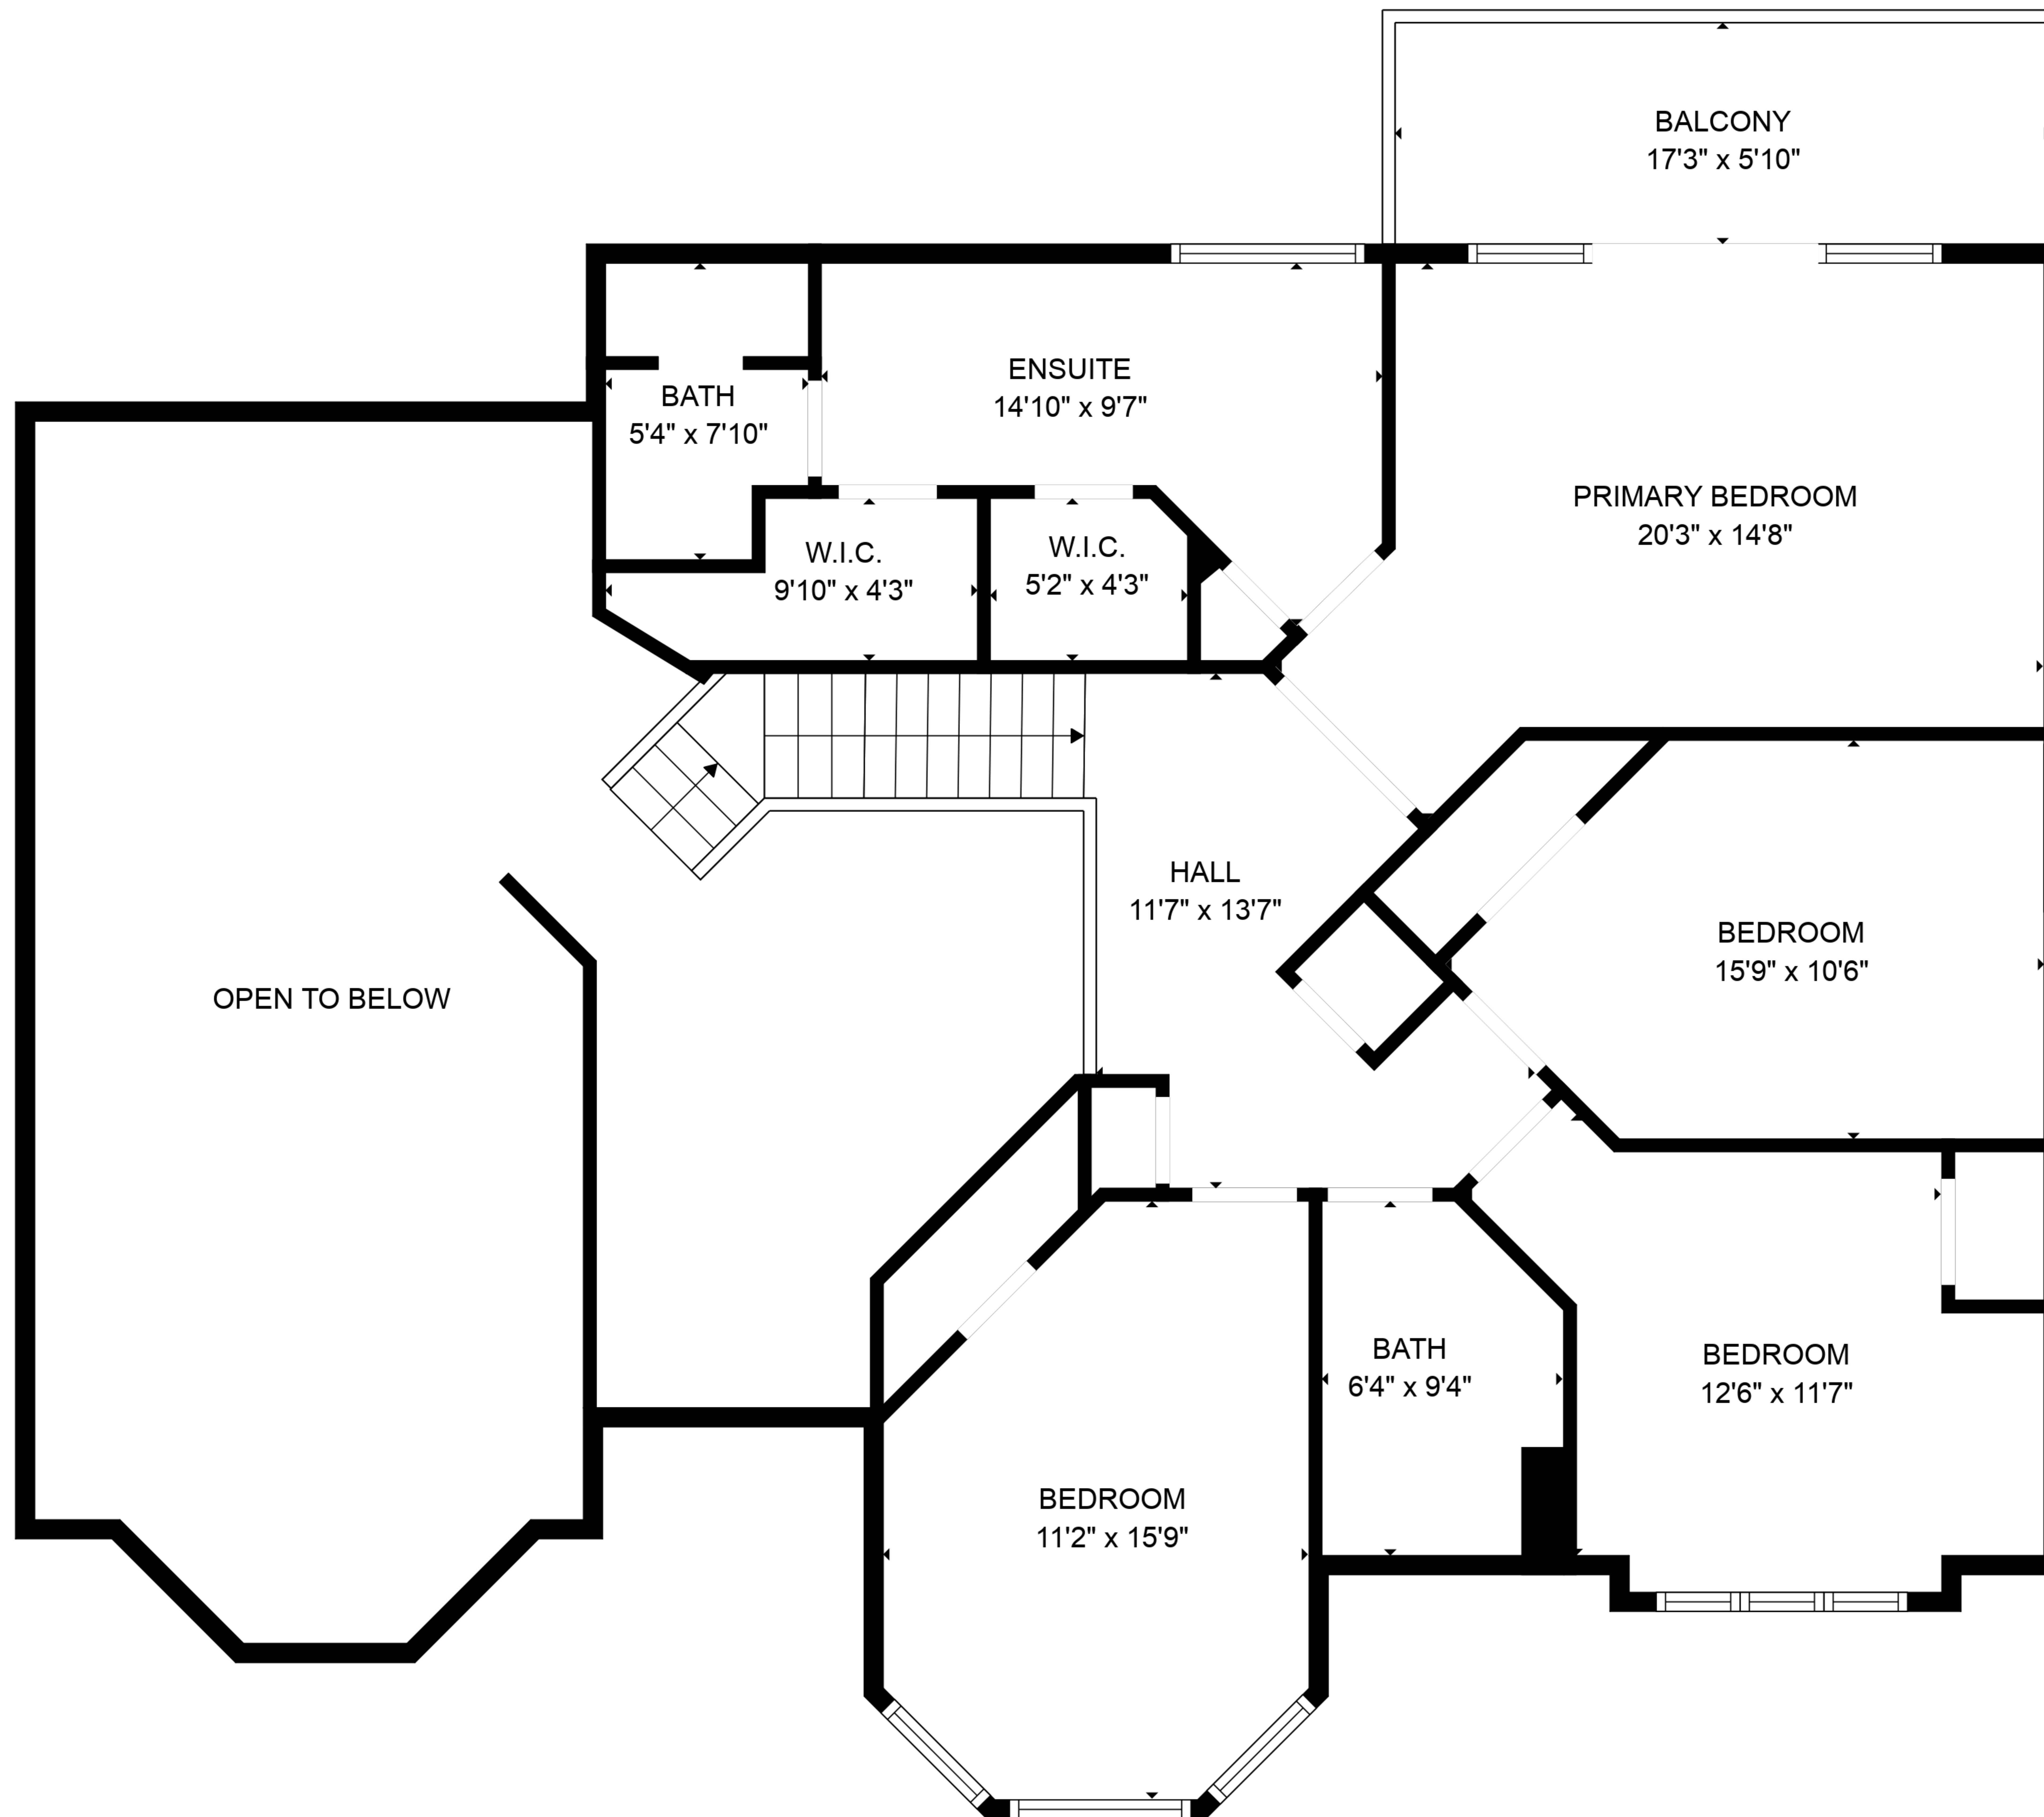 BALCONY
17'3" x 5'10"
ENSUITE
14'10" x 9'7"
BATH
5'4" x 7'10"
PRIMARY BEDROOM
20'3" x 14'8"
W.I.C.
9'10" x 4'3"
W.I.C.
5'2" x 4'3"
HALL
11'7" x 13'7"
BEDROOM
15'9" x 10'6"
OPEN TO BELOW
BATH
6'4" x 9'4"
BEDROOM
12'6" x 11'7"
BEDROOM
11'2" x 15'9"